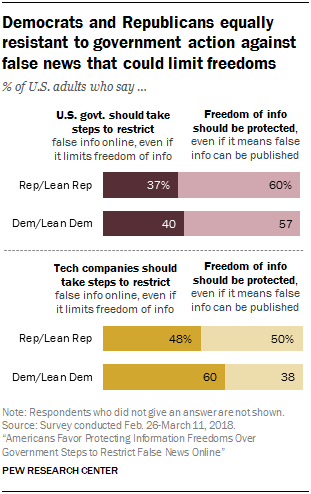 Democrats and Republicans equally
resistant to government action against
false news that could limit freedoms
% of U.S. adults who say ...
U.S. govt. should take
steps to restrict
false info online, even if
it limits freedom of info
Freedom of info
should be protected,
even if it means false
info can be published
Rep/Lean Rep 37% 60%
Dem/Lean Dem 40 57
Tech companies should
take steps to restrict
false info online, even if
it limits freedom of info
Freedom of info
should be protected,
even if it means false
info can be published
Rep/Lean Rep 48% 50%
Dem/Lean Dem 60 38
Note: Respondents who did not give an answer are not shown.
Source: Survey conducted Feb. 26-March 11, 2018.
“Americans Favor Protecting Information Freedoms Over
Government Steps to Restrict False News Online”
PEW RESEARCH CENTER